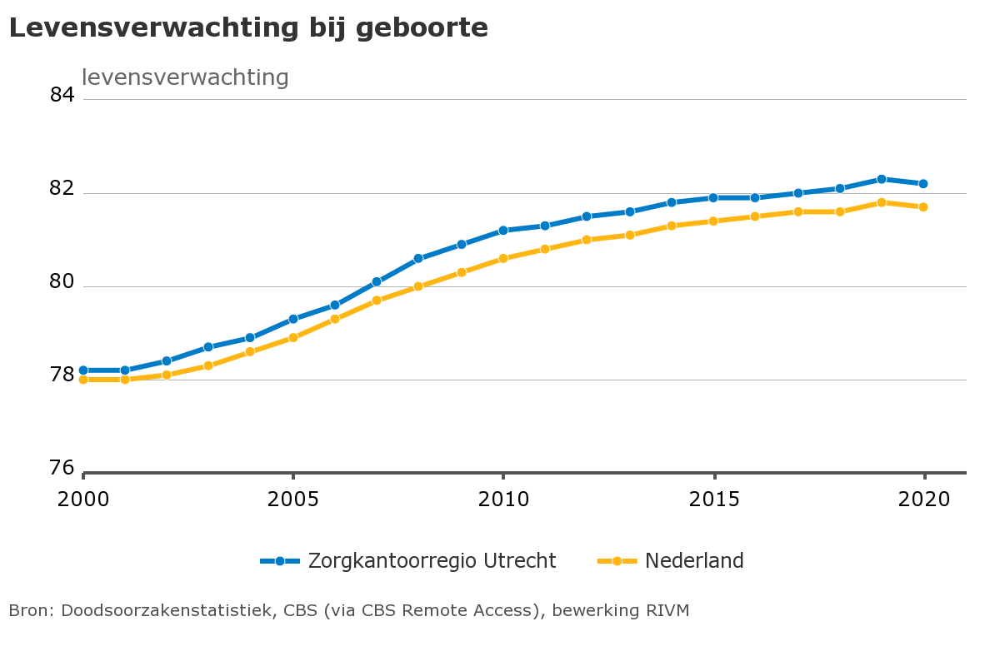 Levensverwachting bij geboorte
levensverwachting
84
82
80
78
76
2000 2005 2010 2015 2020
Zorgkantoorregio Utrecht Nederland
Bron: Doodsoorzakenstatistiek, CBS (via CBS Remote Access), bewerking RIVM